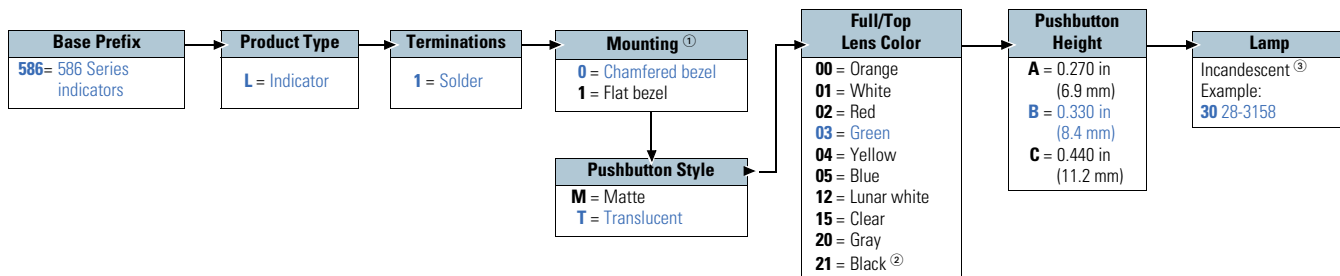 Base Prefix
586= 586 Series
indicators
Product Type
L = Indicator
Terminations
1 = Solder
Mounting ①
0 = Chamfered bezel
1 = Flat bezel
Pushbutton Style
M = Matte
T = Translucent
Full/Top
Lens Color
00 = Orange
01 = White
02 = Red
03 = Green
04 = Yellow
05 = Blue
12 = Lunar white
15 = Clear
20 = Gray
21 = Black ②
Pushbutton
Height
A = 0.270 in
(6.9 mm)
B = 0.330 in
(8.4 mm)
C = 0.440 in
(11.2 mm)
Lamp
Incandescent ③
Example:
30 28-3158